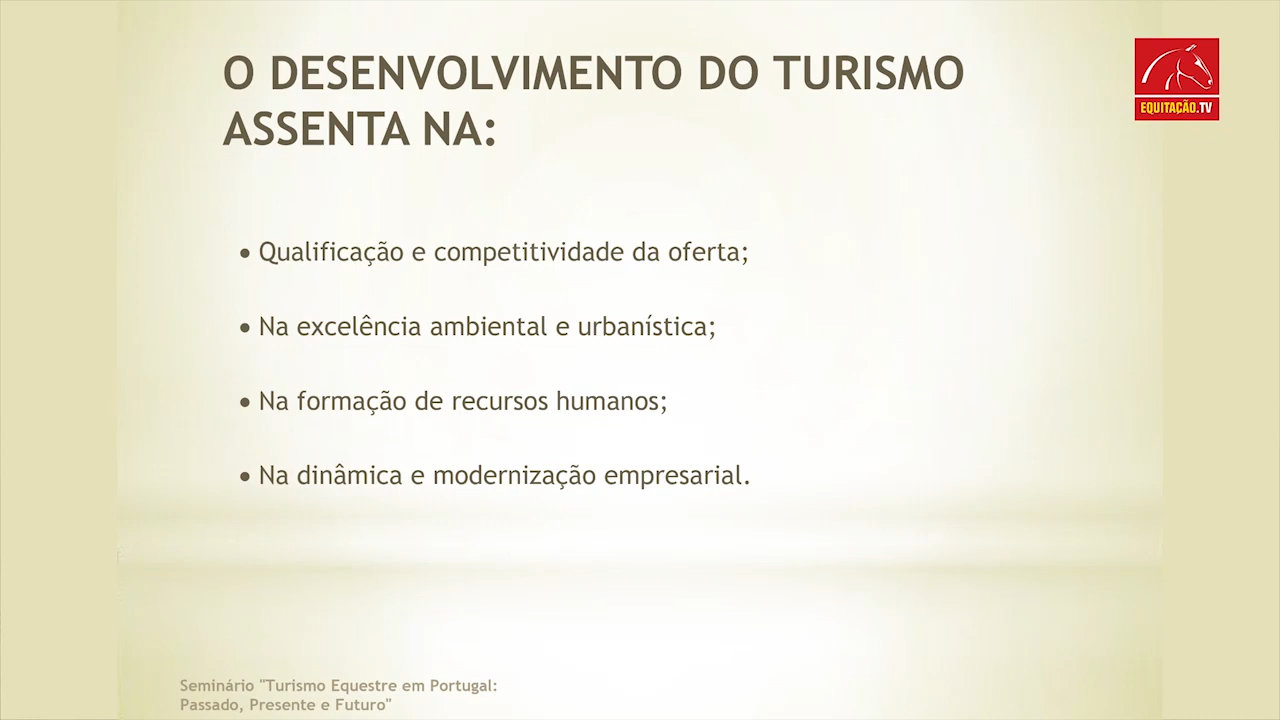 O DESENVOLVIMENTO DO TURISMO
ASSENTA NA:
EQUITAÇÃO.TV
• Qualificação e competitividade da oferta;
• Na excelência ambiental e urbanística;
• Na formação de recursos humanos;
• Na dinâmica e modernização empresarial.
Seminário "Turismo Equestre em Portugal:
Passado, Presente e Futuro"